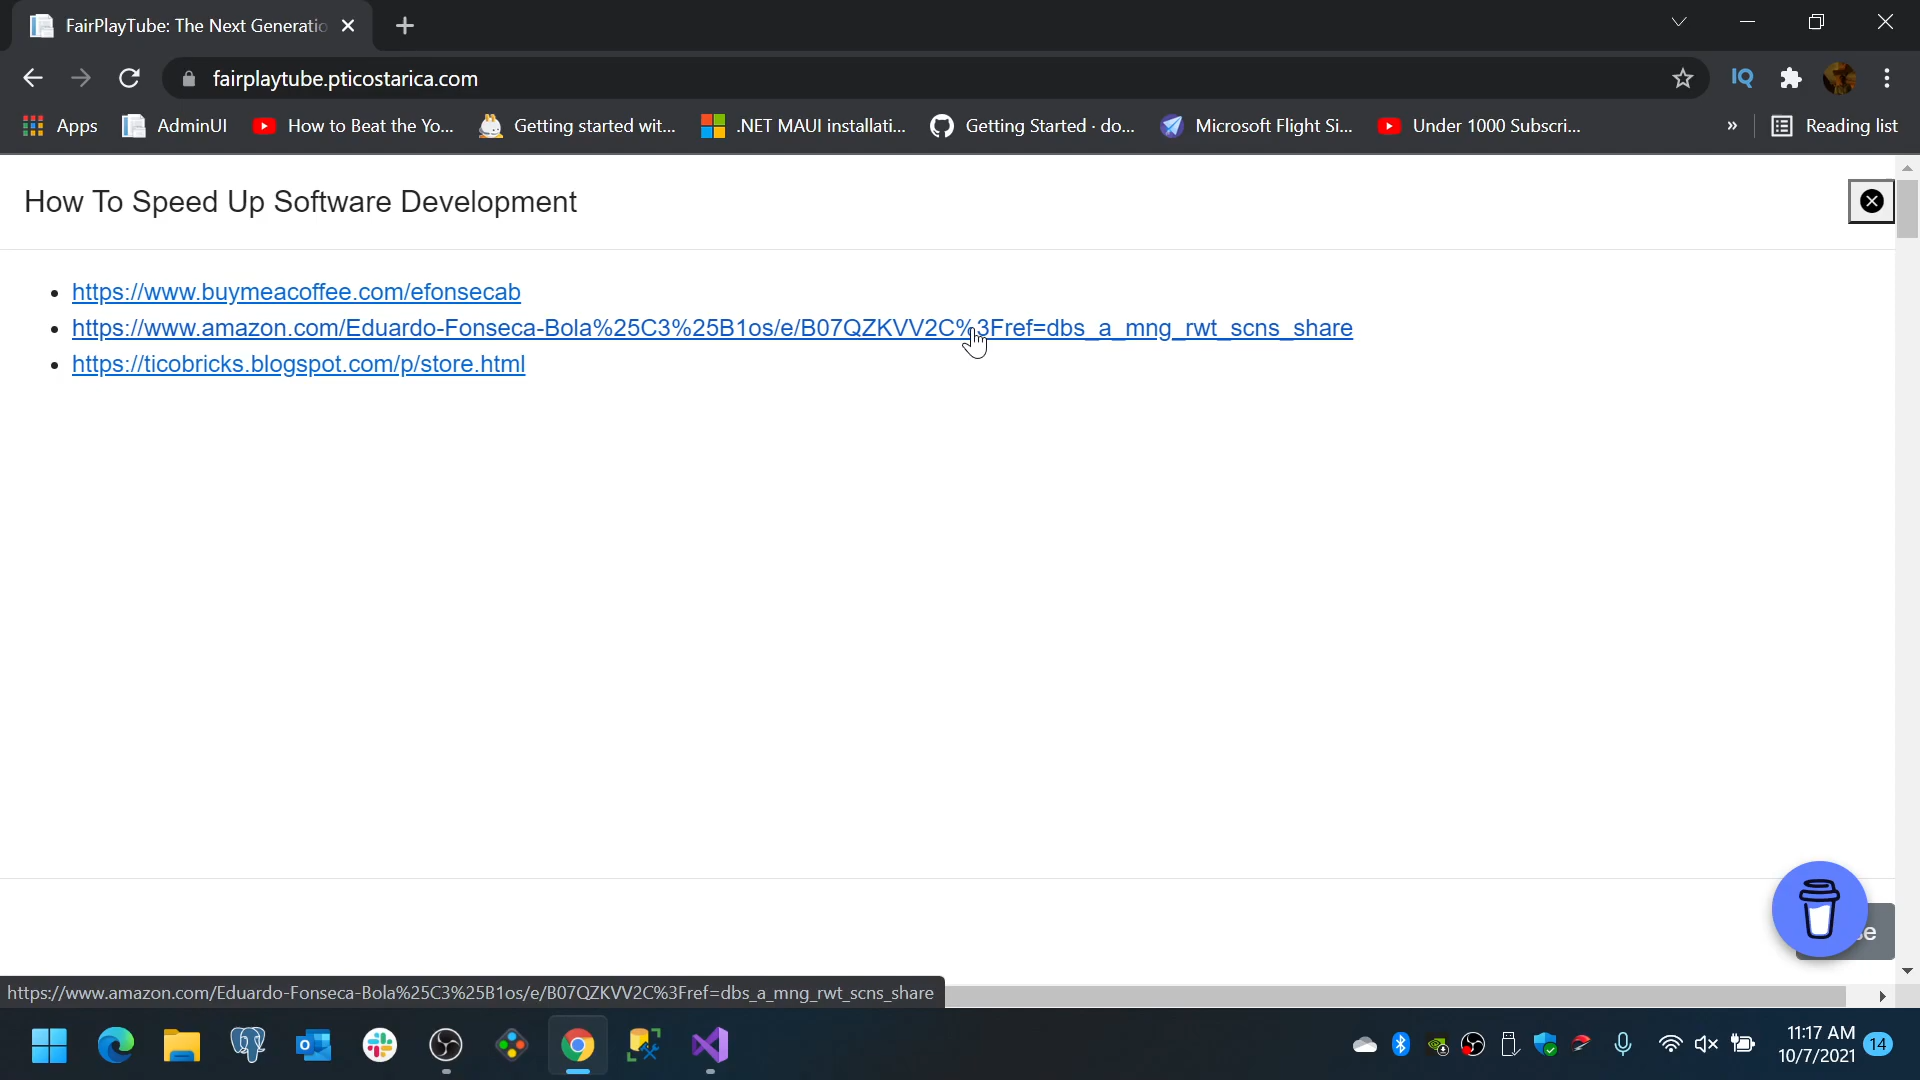 FairPlayTube: The Next Generatio
fairplaytube.pticostarica.com
IQ
Apps
AdminUI
How to Beat the Yo...
Getting started wit...
.NET MAUI installati...
Getting Started · do...
Microsoft Flight Si...
Under 1000 Subscri...
»
Reading list
How To Speed Up Software Development
• https://www.buymeacoffee.com/efonsecab
• https://www.amazon.com/Eduardo-Fonseca-Bola%25C3%25B1os/e/B07QZKVV2C%3Fref=dbs_a_mng_rwt_scns_share
• https://ticobricks.blogspot.com/p/store.html
https://www.amazon.com/Eduardo-Fonseca-Bola%25C3%25B1os/e/B07QZKVV2C%3Fref=dbs_a_mng_rwt_scns_share
11:17 AM
10/7/2021
14